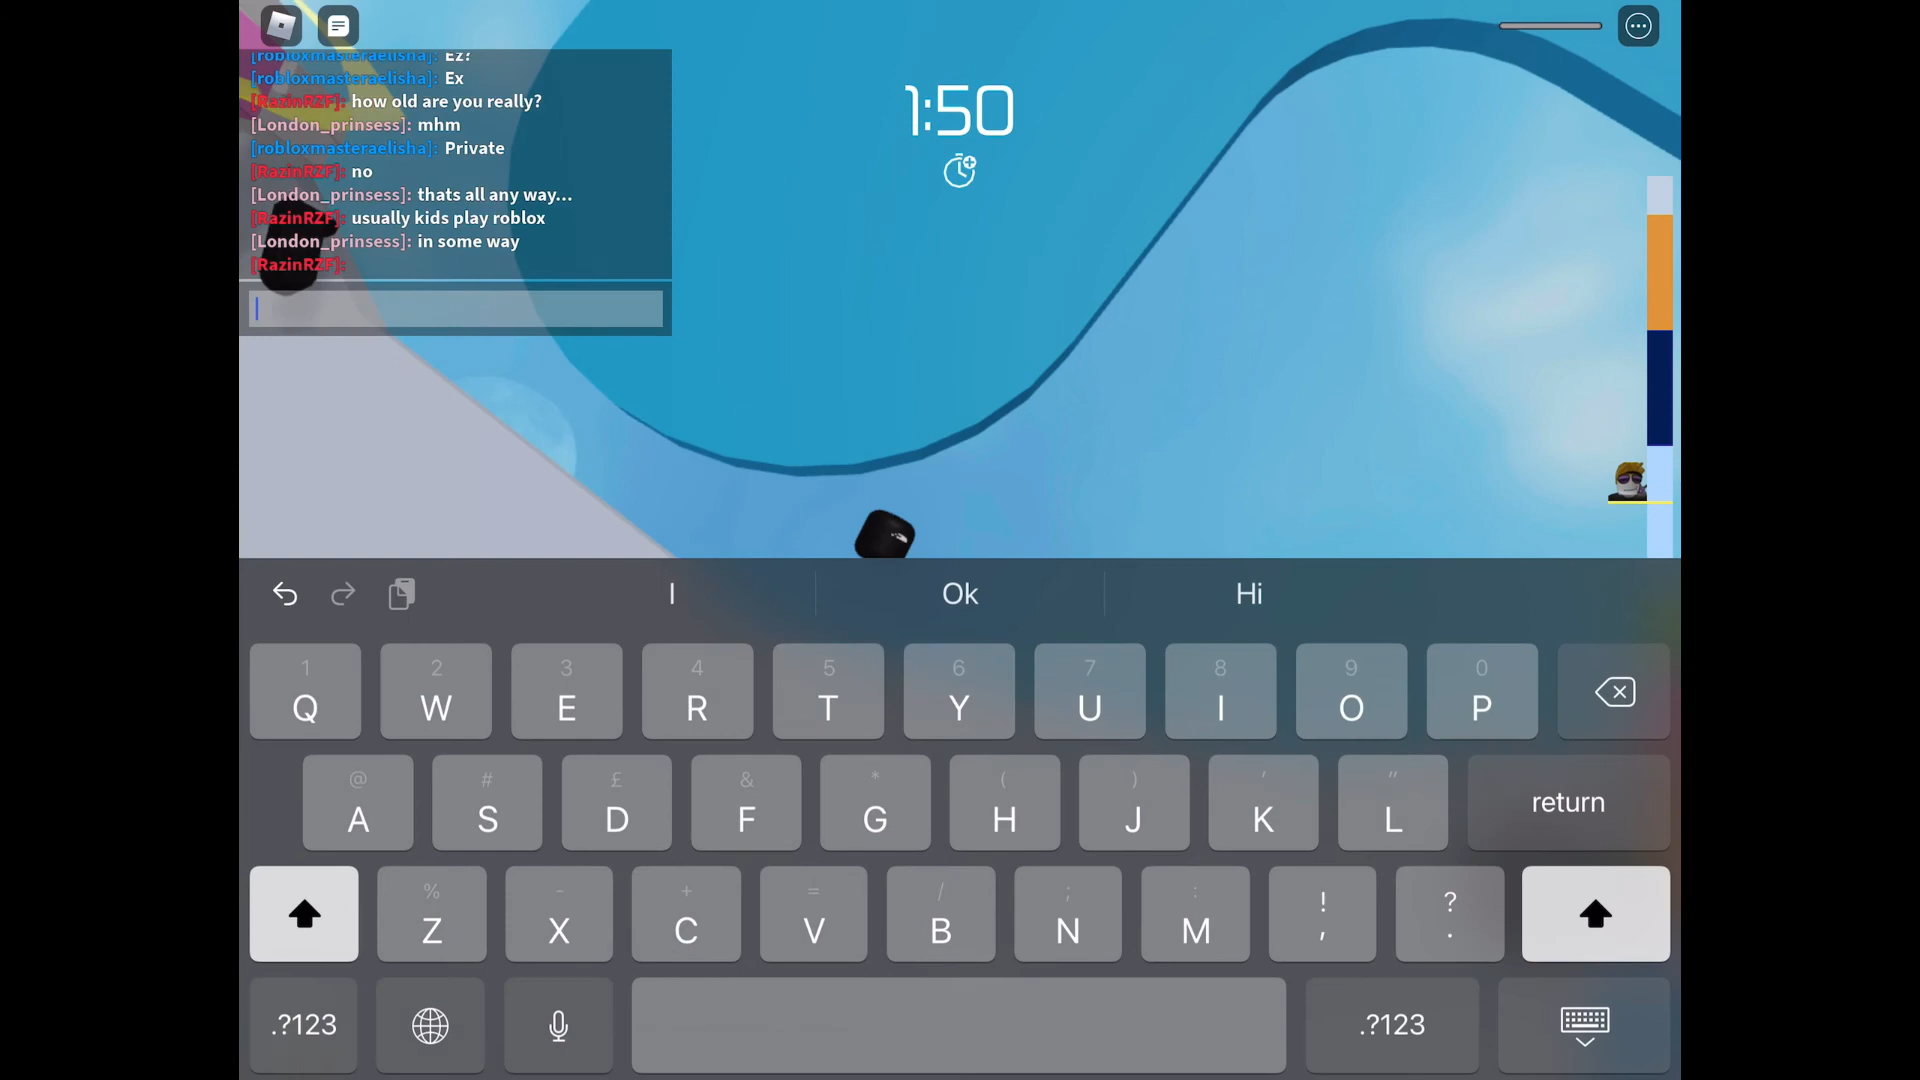 [robloxmasteraelisha]: Ez?
[robloxmasteraelisha]: Ex
[RazinRZF]: how old are you really?
[London_prinsess]: mhm
[robloxmasteraelisha]: Private
[RazinRZF]: no
[London_prinsess]: thats all any way...
[RazinRZF]: usually kids play roblox
[London_prinsess]: in some way
[RazinRZF]:
1:50
I Ok Hi
1 2 3 4 5 6 7 8 9 0
Q W E R T Y U I O P
@ # £ & * ( ) ' "
A S D F G H J K L return
% - + = / ; : ! ?
Z X C V B N M , .
.?123 .?123